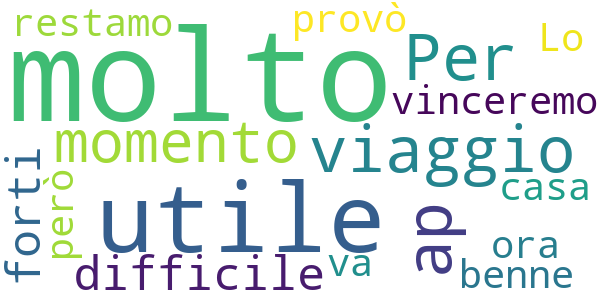 restamo
provò
Lo
molto
Per
vinceremo
momento
viaggio
forti
però
utile
ap
casa
ora
difficile
va
benne